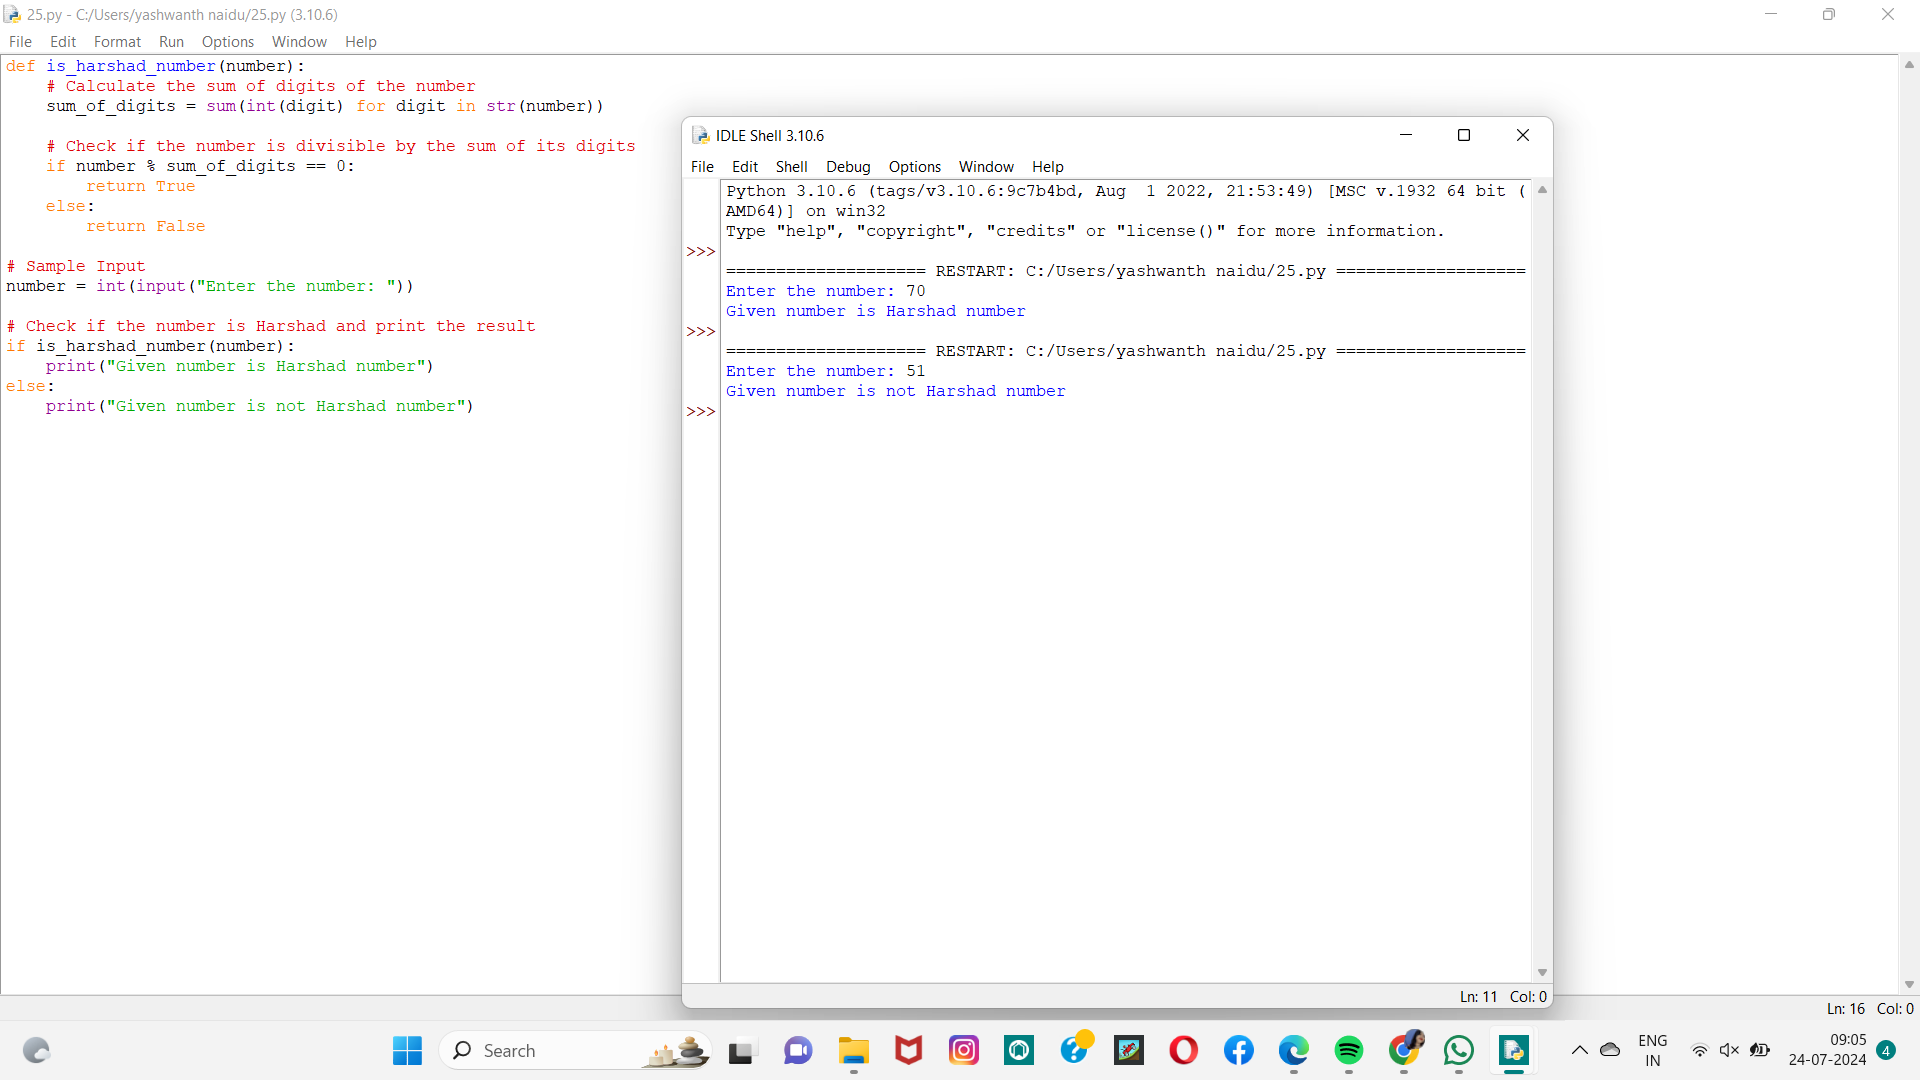 25.py - C:/Users/yashwanth naidu/25.py (3.10.6)
File Edit Format Run Options Window Help
def is_harshad_number(number):
    # Calculate the sum of digits of the number
    sum_of_digits = sum(int(digit) for digit in str(number))

    # Check if the number is divisible by the sum of its digits
    if number % sum_of_digits == 0:
        return True
    else:
        return False

# Sample Input
number = int(input("Enter the number: "))

# Check if the number is Harshad and print the result
if is_harshad_number(number):
    print("Given number is Harshad number")
else:
    print("Given number is not Harshad number")
IDLE Shell 3.10.6
File Edit Shell Debug Options Window Help
Python 3.10.6 (tags/v3.10.6:9c7b4bd, Aug  1 2022, 21:53:49) [MSC v.1932 64 bit (
AMD64)] on win32
Type "help", "copyright", "credits" or "license()" for more information.
>>>
==================== RESTART: C:/Users/yashwanth naidu/25.py ===================
Enter the number: 70
Given number is Harshad number
>>>
==================== RESTART: C:/Users/yashwanth naidu/25.py ===================
Enter the number: 51
Given number is not Harshad number
>>>
Ln: 11 Col: 0
Ln: 16 Col: 0
Search
ENG
IN
09:05
24-07-2024
4